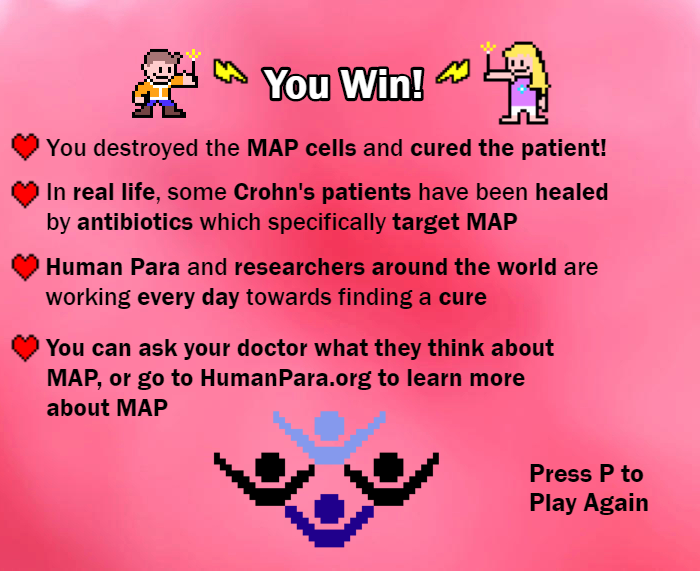 You Win!
You destroyed the MAP cells and cured the patient!
In real life, some Crohn's patients have been healed
by antibiotics which specifically target MAP
Human Para and researchers around the world are
working every day towards finding a cure
You can ask your doctor what they think about
MAP, or go to HumanPara.org to learn more
about MAP
Press P to
Play Again